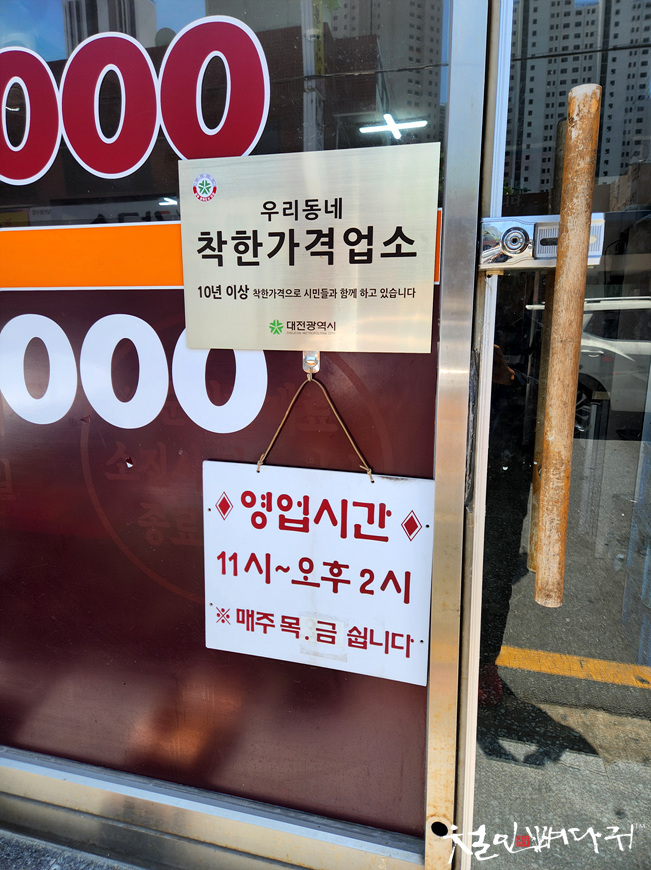 000
우리동네
착한가격업소
10년 이상 착한가격으로 시민들과 함께 하고 있습니다
대전광역시
000
영업시간
11시~오후 2시
※ 매주 목.금 쉽니다